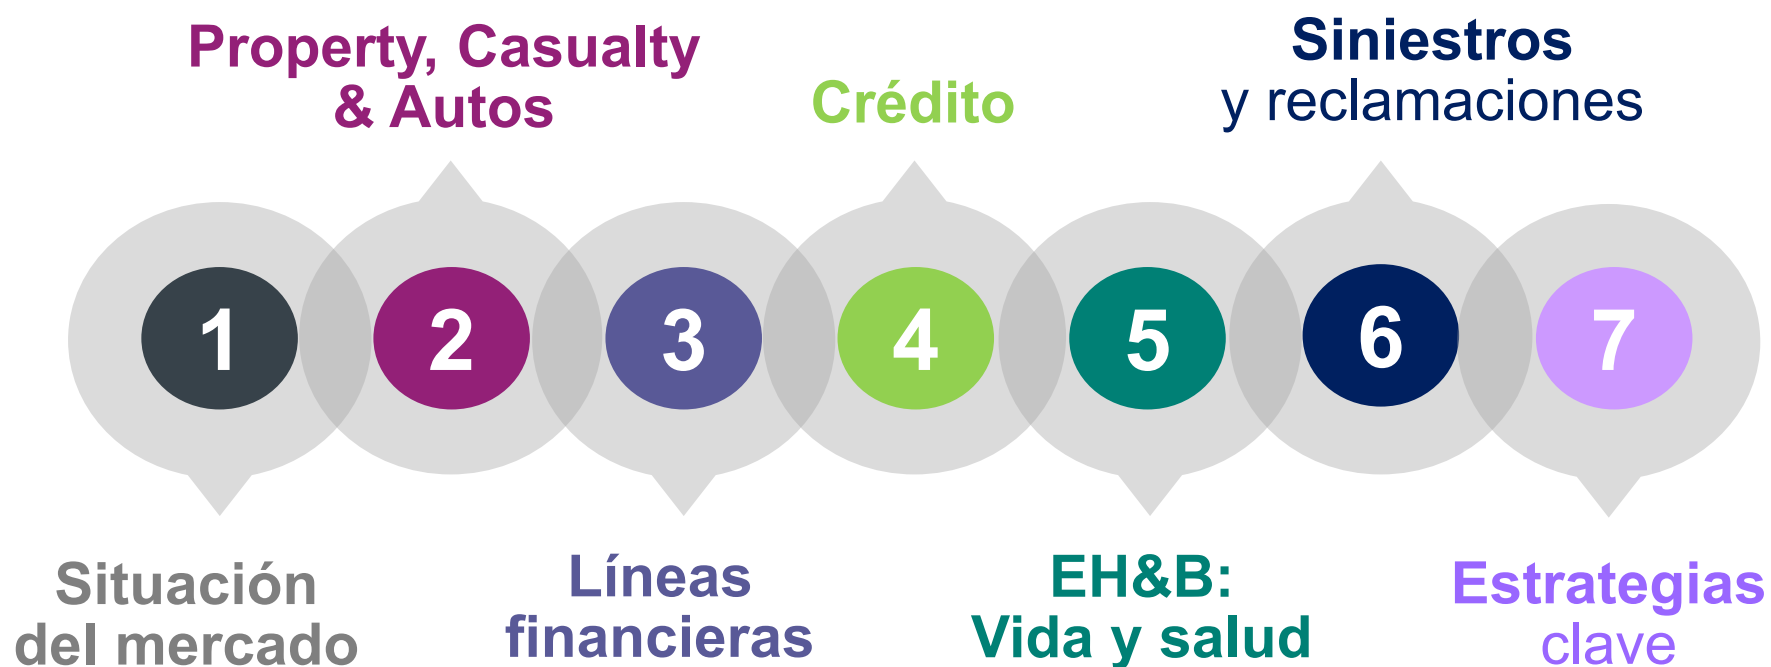 Property, Casualty
& Autos
Crédito
Siniestros
y reclamaciones
1
2
3
4
5
6
7
Situación
del mercado
Líneas
financieras
EH&B:
Vida y salud
Estrategias
clave